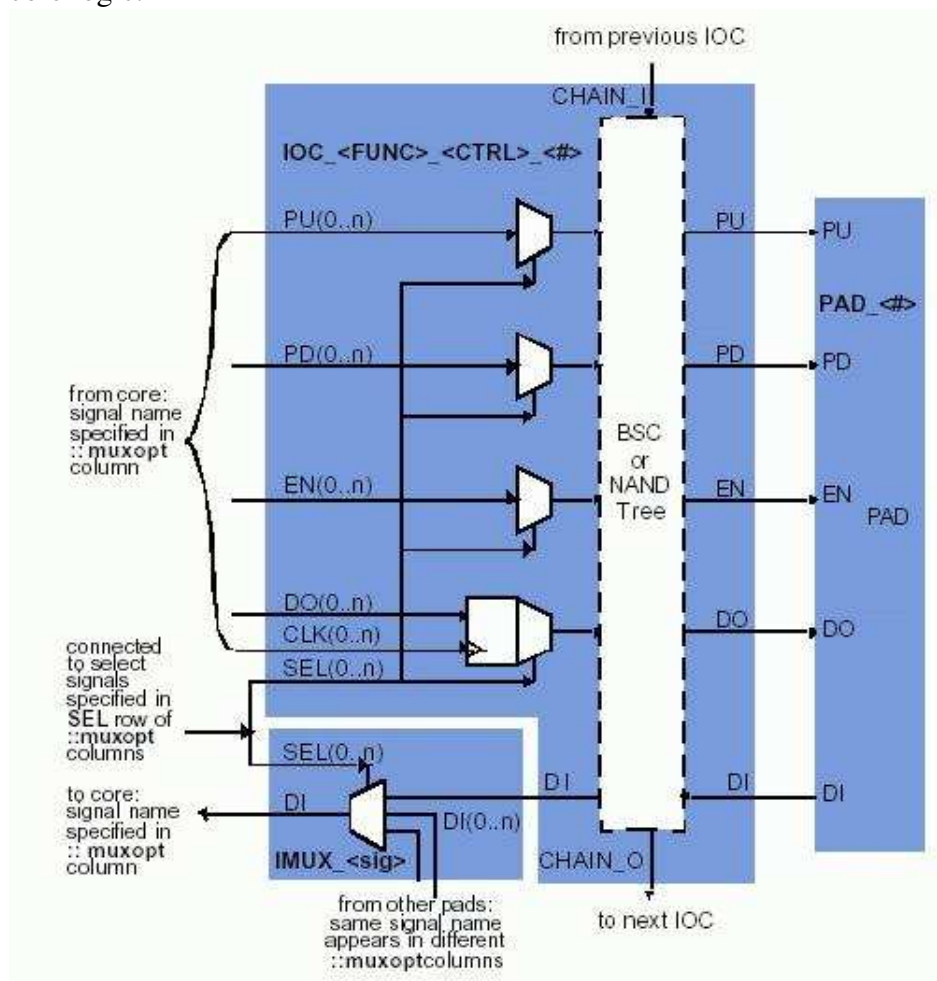 from previous IOC
CHAIN_I
IOC_<FUNC>_<CTRL>_<#>
PU(0..n)
PU
PU
PAD_<#>
PD(0..n)
PD
PD
from core:
signal name
specified in
::muxopt
column
BSC
or
NAND
Tree
EN(0..n)
EN
EN
PAD
DO(0..n)
DO
DO
CLK(0..n)
SEL(0..n)
connected
to select
signals
specified in
SEL row of
::muxopt
columns
SEL(0..n)
DI
DI
DI
to core:
signal name
specified in
:: muxopt
column
DI
DI(0..n)
IMUX_<sig>
CHAIN_O
from other pads:
same signal name
appears in different
::muxoptcolumns
to next IOC